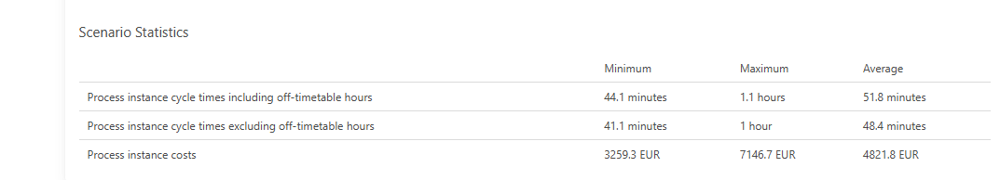 Scenario Statistics
Minimum Maximum Average
Process instance cycle times including off-timetable hours 44.1 minutes 1.1 hours 51.8 minutes
Process instance cycle times excluding off-timetable hours 41.1 minutes 1 hour 48.4 minutes
Process instance costs 3259.3 EUR 7146.7 EUR 4821.8 EUR